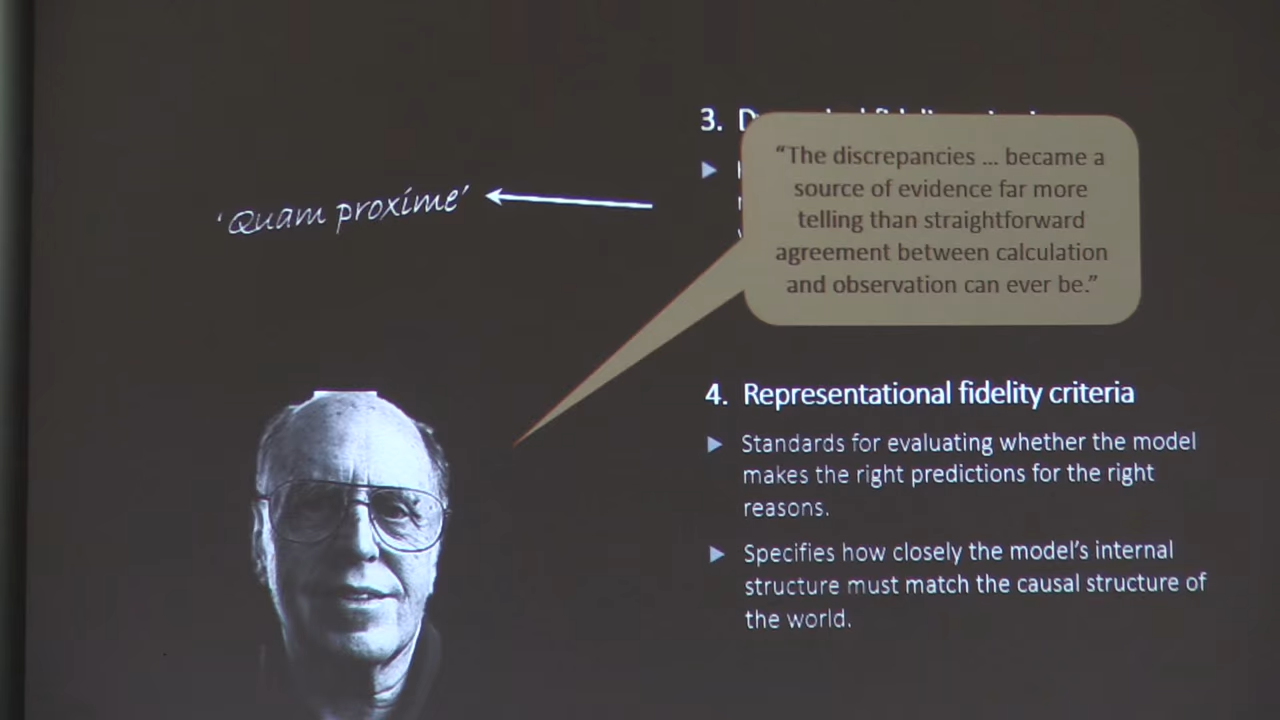 'Quam proxime'
3.
"The discrepancies ... became a
source of evidence far more
telling than straightforward
agreement between calculation
and observation can ever be."
4. Representational fidelity criteria
Standards for evaluating whether the model
makes the right predictions for the right
reasons.
Specifies how closely the model's internal
structure must match the causal structure of
the world.